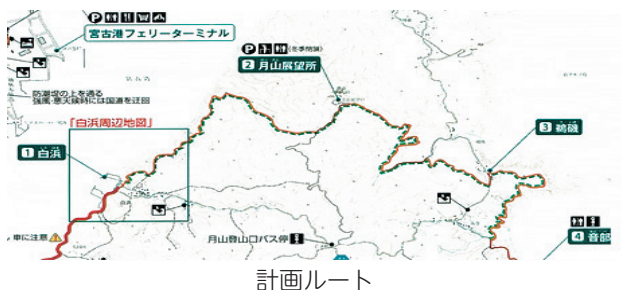 P
宮古港フェリーターミナル
P (冬季閉鎖)
2 月山展望所
防潮堤の上を通る
強風・悪天候時には国道を迂回
「白浜周辺地図」
3 鵜磯
1 白浜
車に注意
月山登山口バス停
4 音部
計画ルート